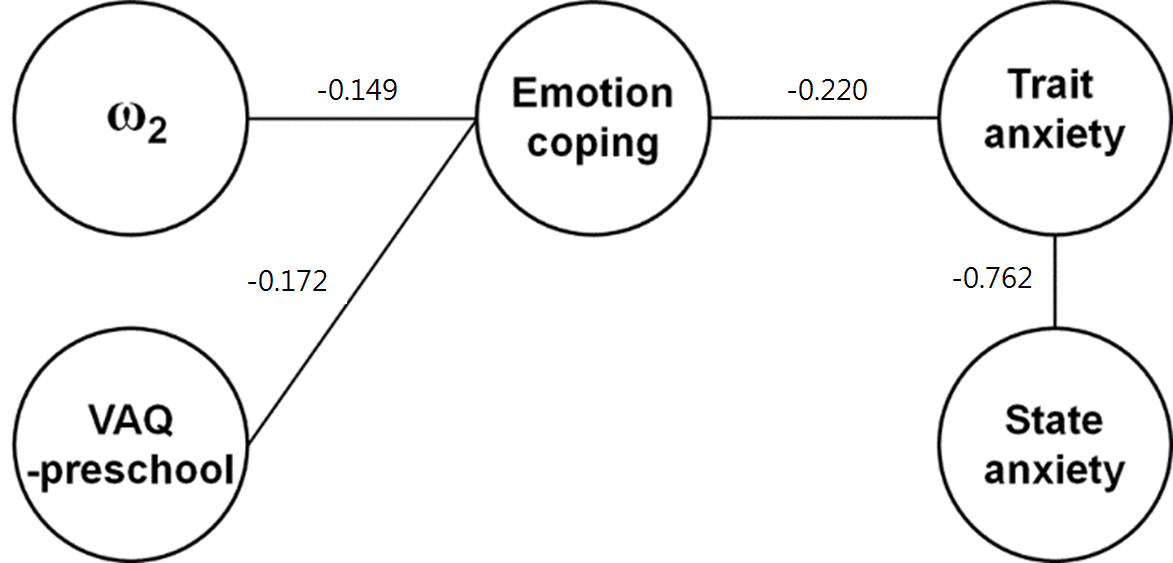 ω2
-0.149
Emotion
coping
-0.220
Trait
anxiety
-0.172
-0.762
VAQ
-preschool
State
anxiety